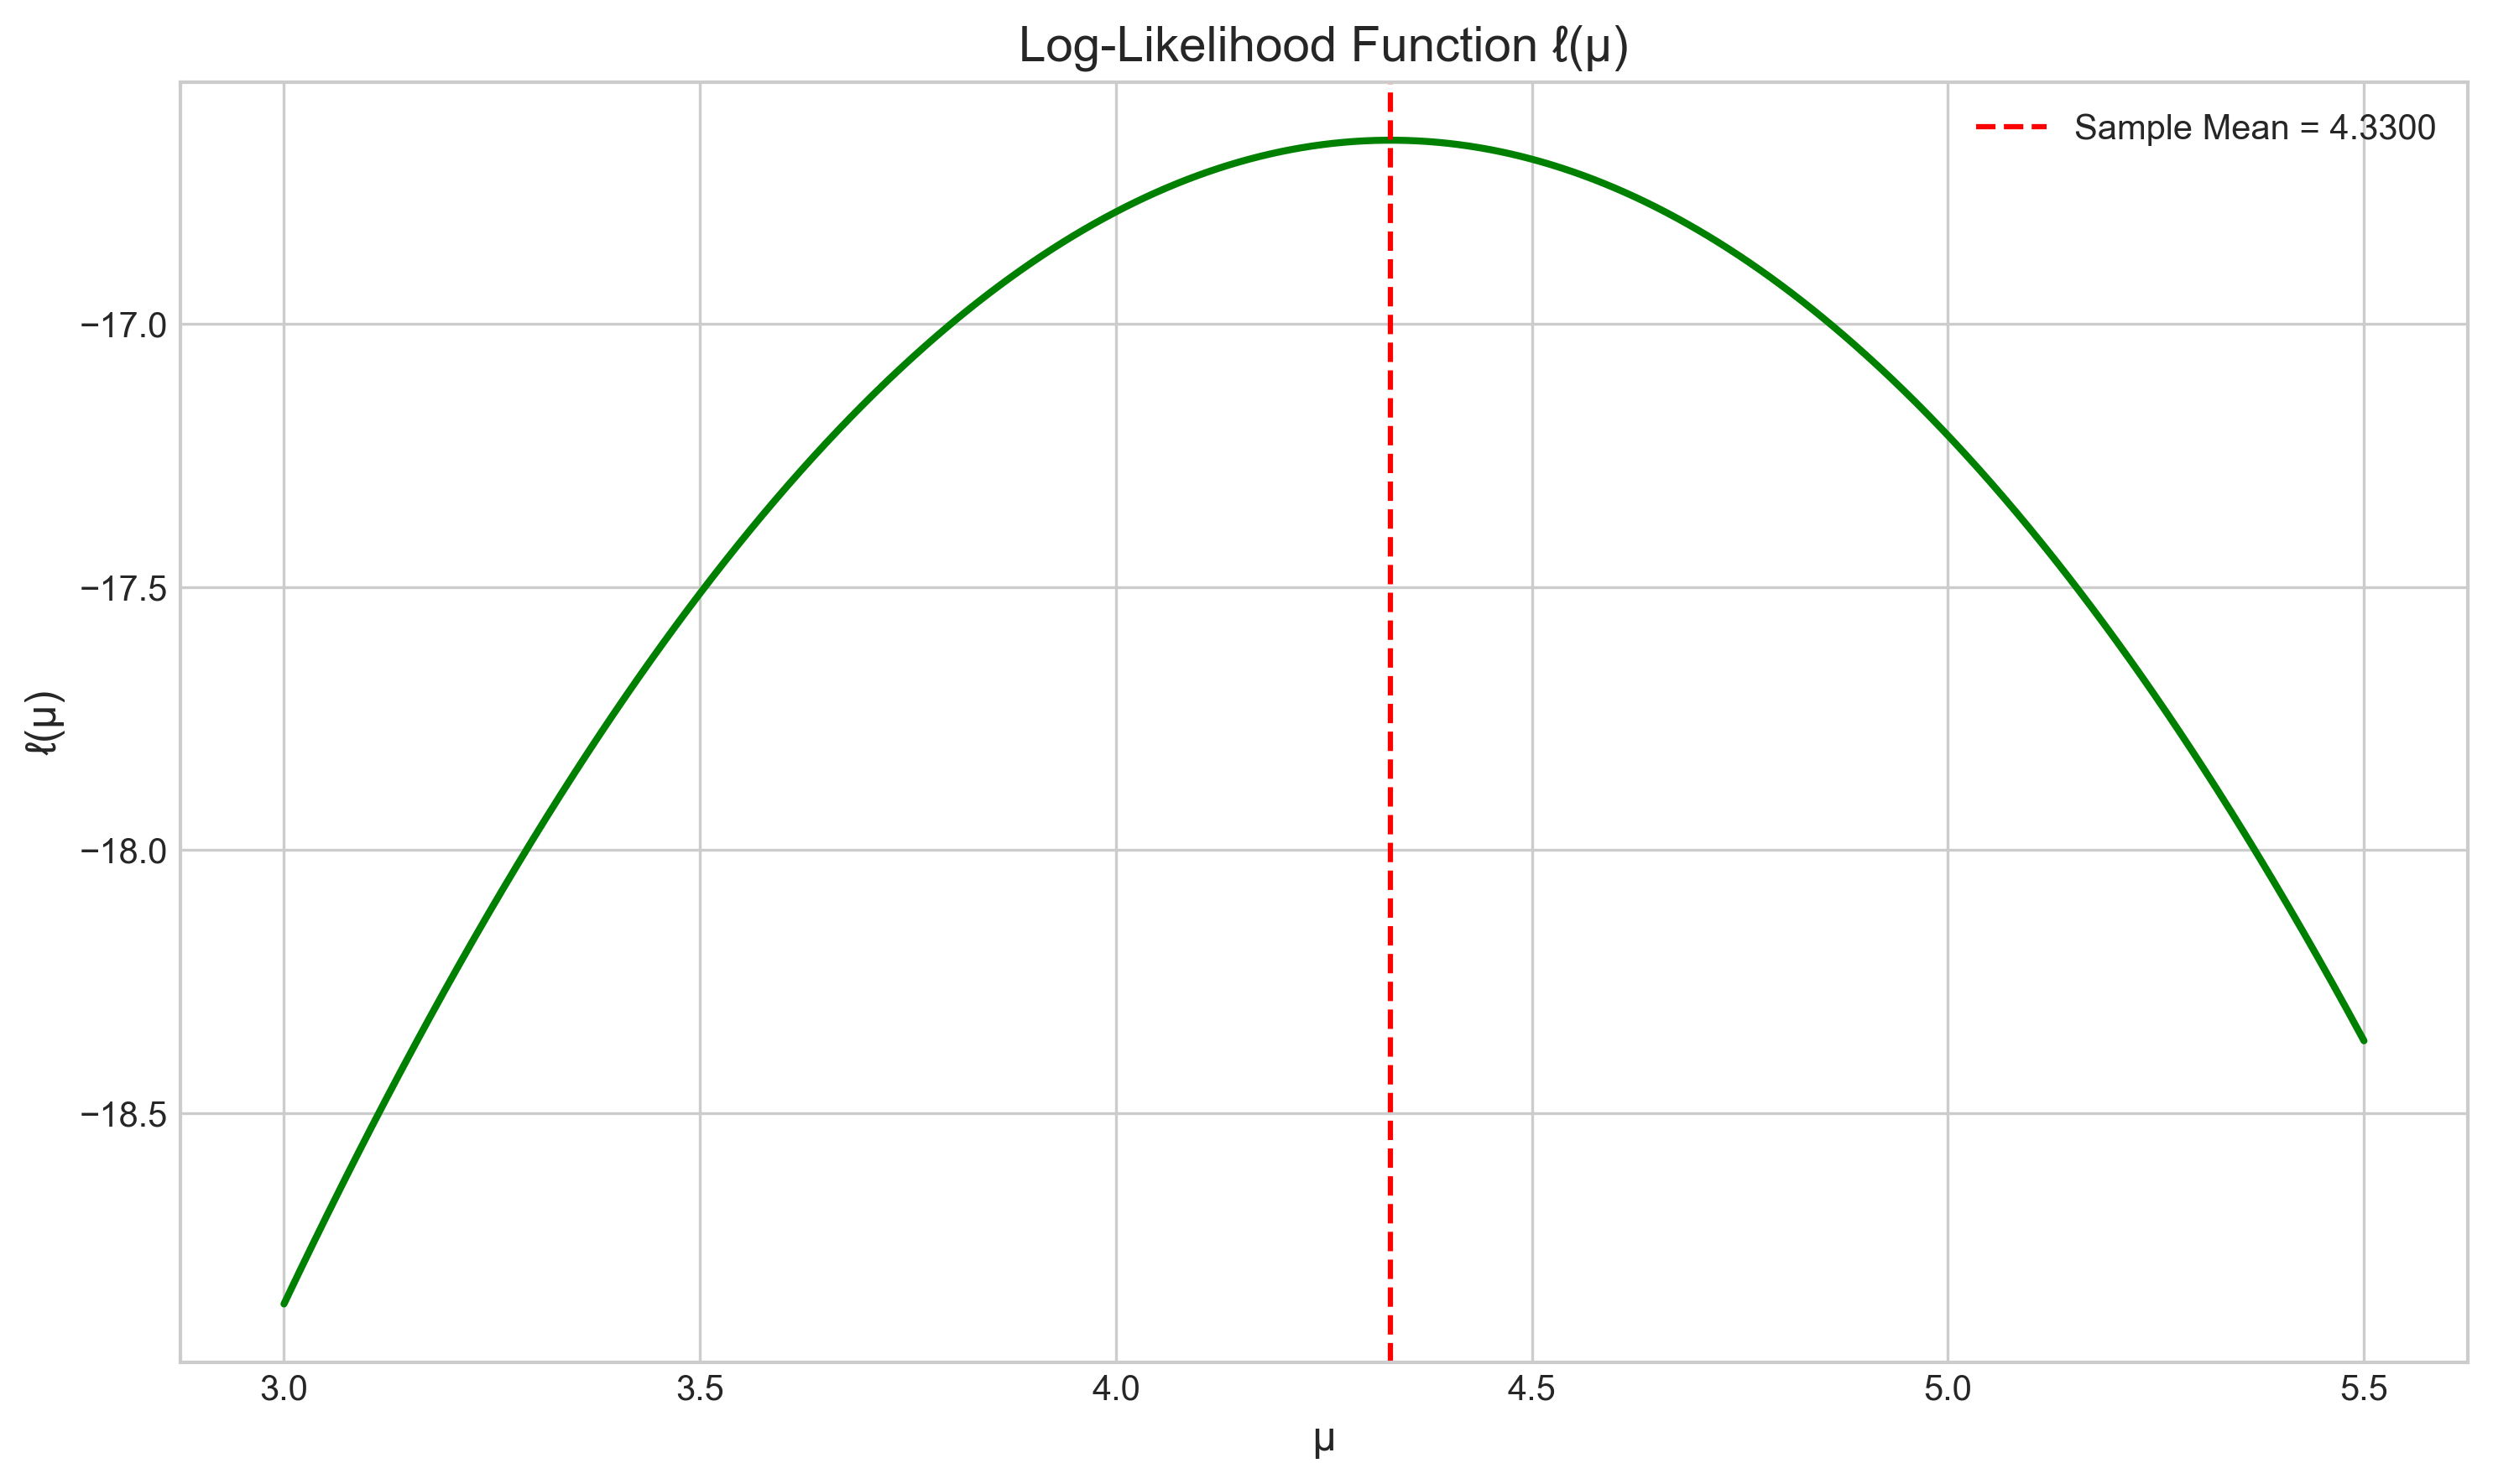 Log-Likelihood Function ℓ(μ)
Sample Mean = 4.3300
ℓ(μ)
−17.0
−17.5
−18.0
−18.5
3.0 3.5 4.0 4.5 5.0 5.5
μ